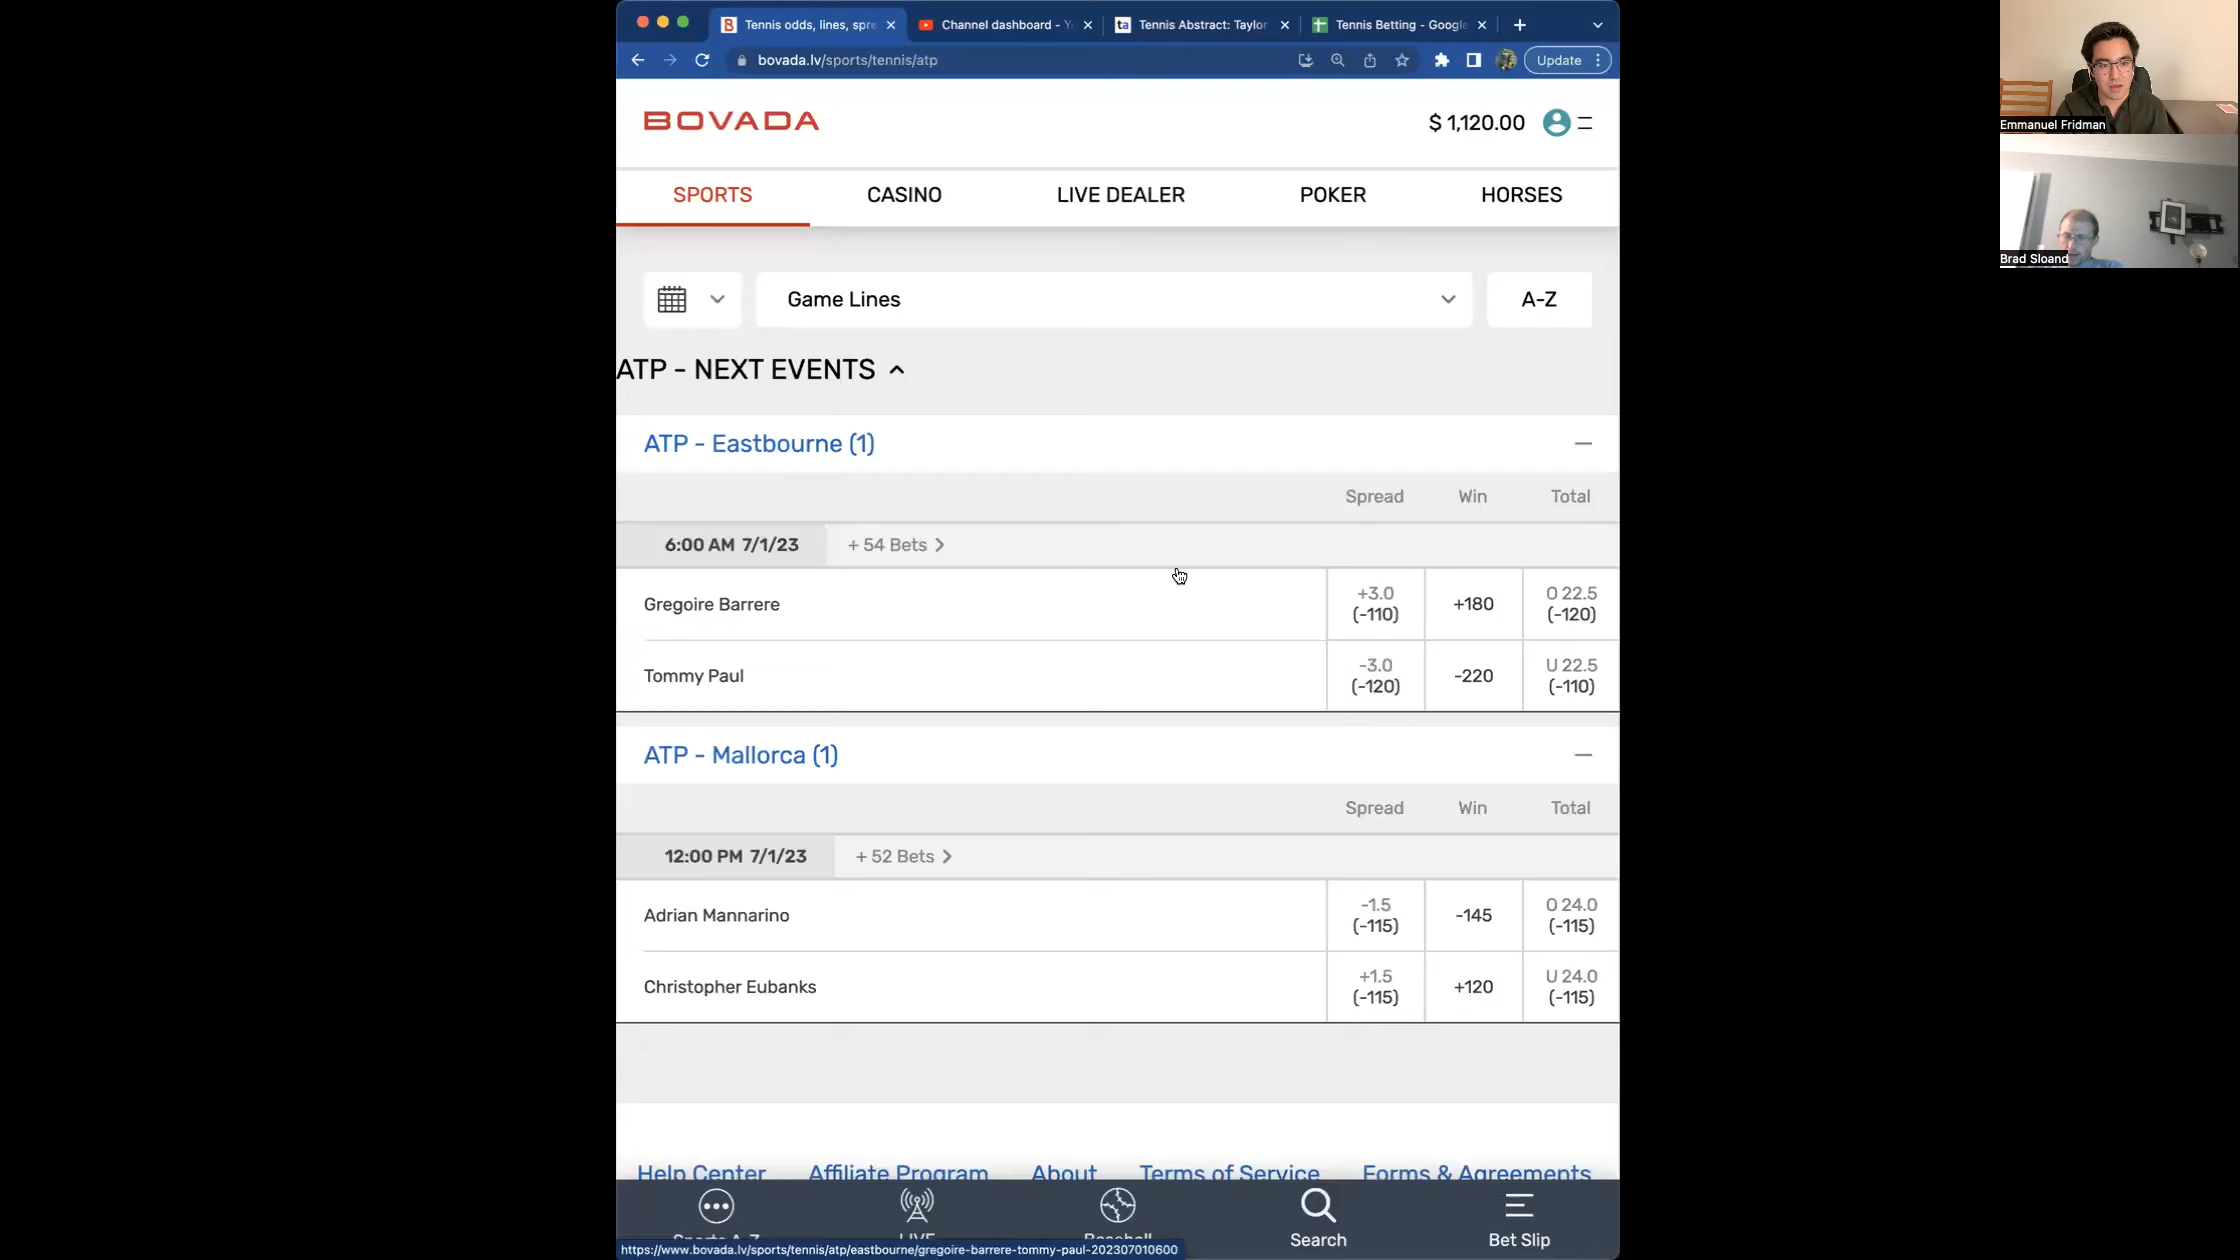 Tennis odds, lines, spre
Channel dashboard - Y
ta Tennis Abstract: Taylor
Tennis Betting - Google
bovada.lv/sports/tennis/atp
Update
BOVADA
$ 1,120.00
SPORTS CASINO LIVE DEALER POKER HORSES
Game Lines
A-Z
ATP - NEXT EVENTS
ATP - Eastbourne (1)
Spread Win Total
6:00 AM 7/1/23 + 54 Bets
Gregoire Barrere
+3.0 (-110)
+180
O 22.5 (-120)
Tommy Paul
-3.0 (-120)
-220
U 22.5 (-110)
ATP - Mallorca (1)
Spread Win Total
12:00 PM 7/1/23 + 52 Bets
Adrian Mannarino
-1.5 (-115)
-145
O 24.0 (-115)
Christopher Eubanks
+1.5 (-115)
+120
U 24.0 (-115)
Help Center Affiliate Program About Terms of Service Forms & Agreements
Sports A-Z LIVE Baseball Search Bet Slip
https://www.bovada.lv/sports/tennis/atp/eastbourne/gregoire-barrere-tommy-paul-202307010600
Emmanuel Fridman
Brad Sloand